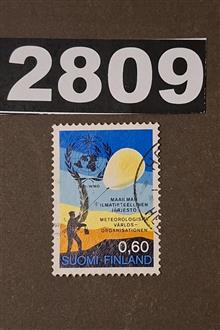 2809
WMO
MAAILMAN
ILMATIETEELLINEN
JÄRJESTÖ
METEOROLOGISKA
VÄRLDS-
ORGANISATIONEN
0,60
SUOMI-FINLAND